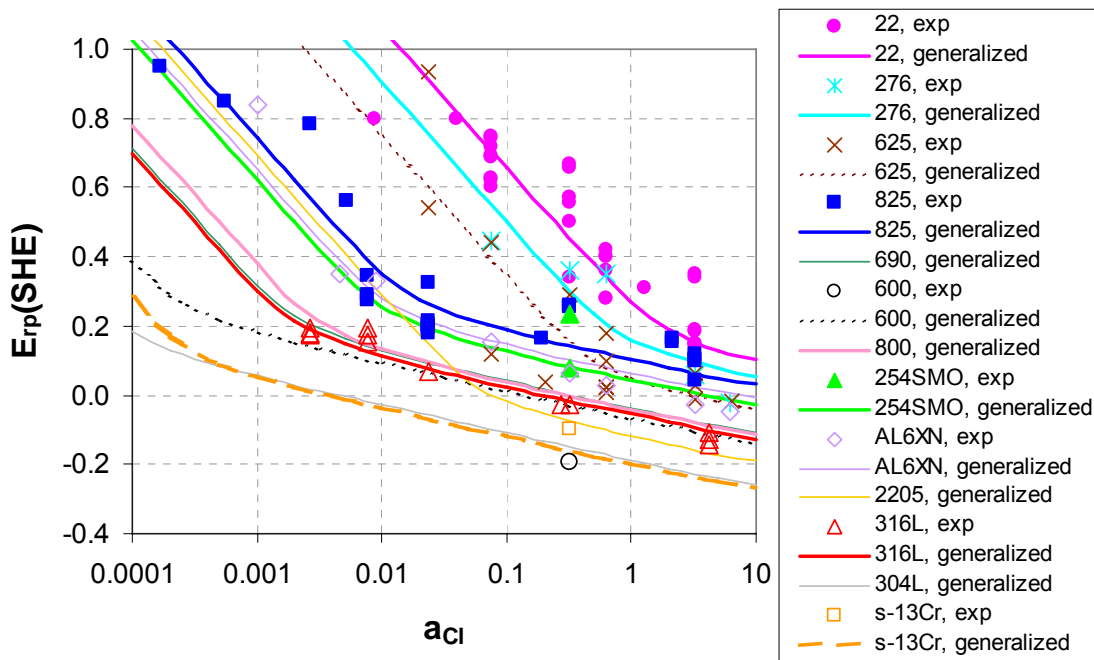 E_rp(SHE)
1.0
0.8
0.6
0.4
0.2
0.0
-0.2
-0.4
0.0001 0.001 0.01 0.1 1 10
a_Cl
22, exp
22, generalized
276, exp
276, generalized
625, exp
625, generalized
825, exp
825, generalized
690, generalized
600, exp
600, generalized
800, generalized
254SMO, exp
254SMO, generalized
AL6XN, exp
AL6XN, generalized
2205, generalized
316L, exp
316L, generalized
304L, generalized
s-13Cr, exp
s-13Cr, generalized